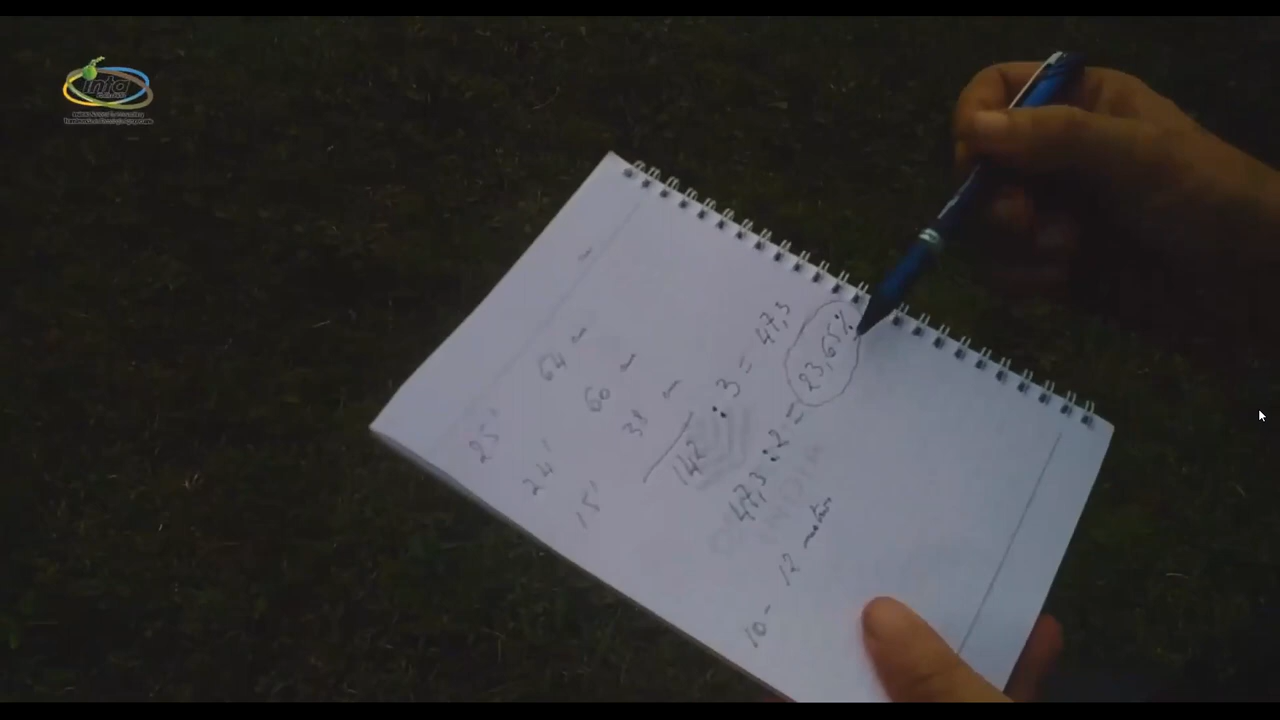 inta
25' 64 cm
24' 60 cm
15' 38 cm
142 : 3 = 47,3
47,3 : 2 = 23,65%
10 - 12 metros